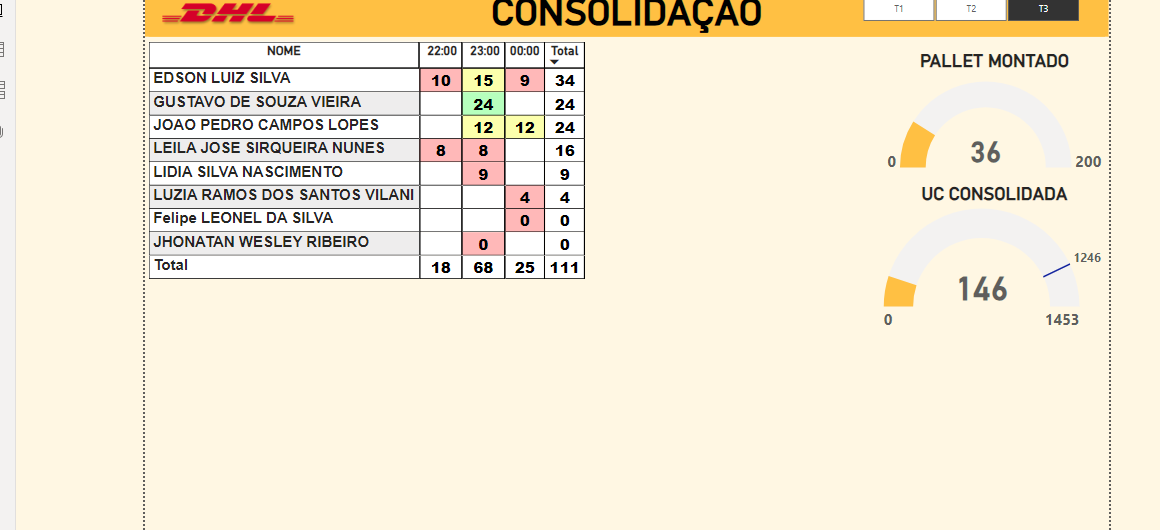 DHL CONSOLIDAÇÃO T1 T2 T3
NOME 22:00 23:00 00:00 Total
EDSON LUIZ SILVA 10 15 9 34
GUSTAVO DE SOUZA VIEIRA 24 24
JOAO PEDRO CAMPOS LOPES 12 12 24
LEILA JOSE SIRQUEIRA NUNES 8 8 16
LIDIA SILVA NASCIMENTO 9 9
LUZIA RAMOS DOS SANTOS VILANI 4 4
Felipe LEONEL DA SILVA 0 0
JHONATAN WESLEY RIBEIRO 0 0
Total 18 68 25 111
PALLET MONTADO
0 36 200
UC CONSOLIDADA
1246
146
0 1453